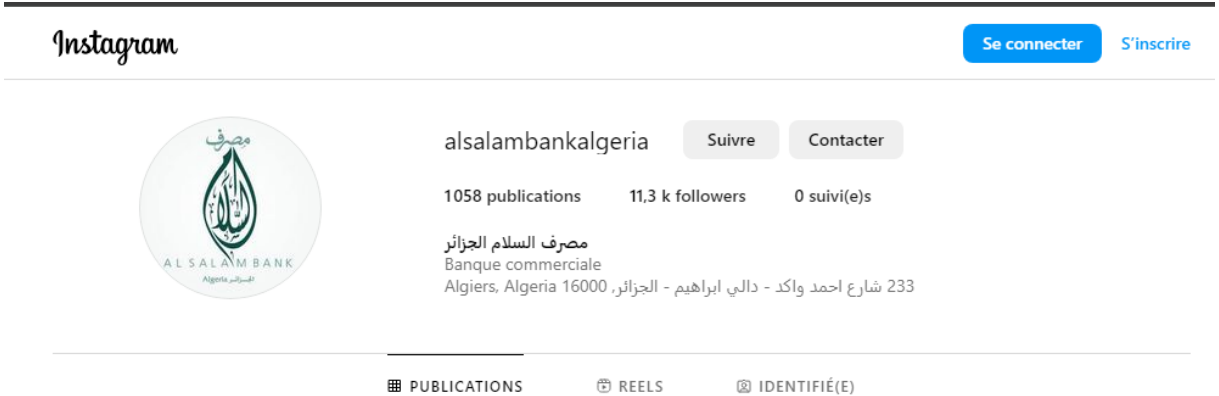 Instagram
Se connecter
S'inscrire
مصرف
السلام
AL SALAM BANK
Algeria الجزائر
alsalambankalgeria
Suivre
Contacter
1058 publications
11,3 k followers
0 suivi(e)s
مصرف السلام الجزائر
Banque commerciale
233 شارع احمد واكد - دالي ابراهيم - الجزائر, Algiers, Algeria 16000
PUBLICATIONS
REELS
IDENTIFIÉ(E)